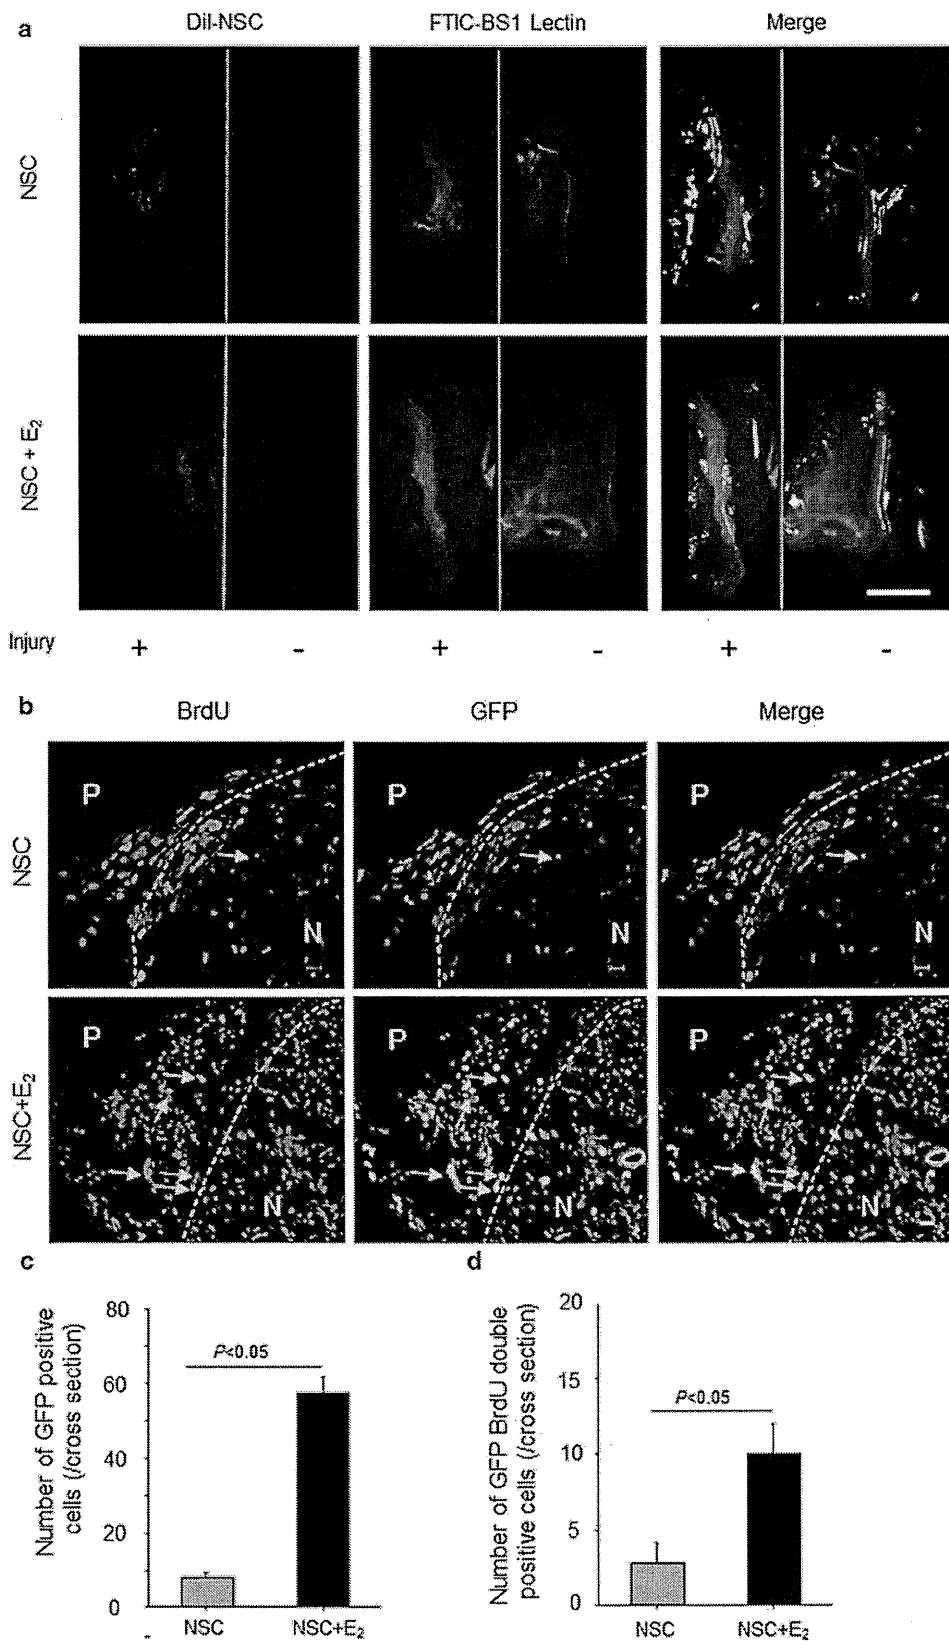 a
DiI-NSC FTIC-BS1 Lectin Merge
NSC
NSC + E₂
Injury + - + - + -
b
BrdU GFP Merge
NSC
P P P
N N N
NSC+E₂
P P P
N N N
c
Number of GFP positive
cells (/cross section)
80
60
40
20
0
P<0.05
NSC NSC+E₂
d
Number of GFP BrdU double
positive cells (/cross section)
20
15
10
5
0
P<0.05
NSC NSC+E₂